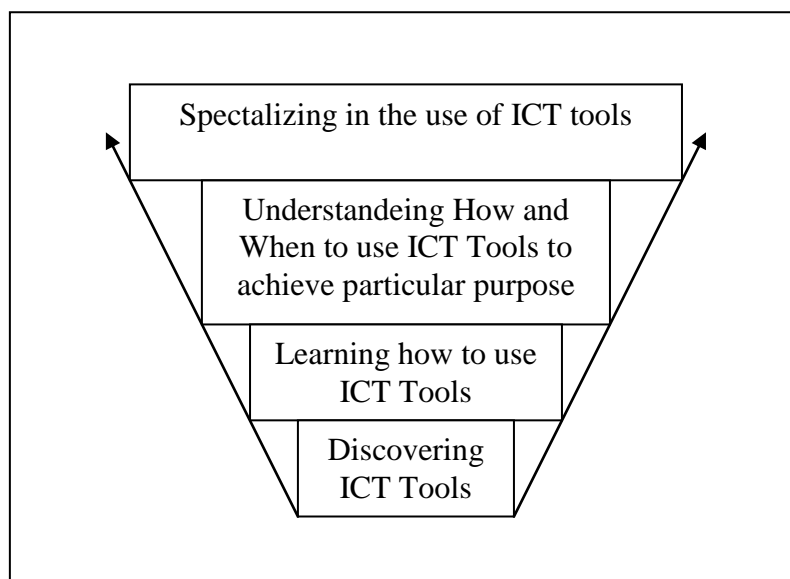 Spectalizing in the use of ICT tools
Understandeing How and
When to use ICT Tools to
achieve particular purpose
Learning how to use
ICT Tools
Discovering
ICT Tools